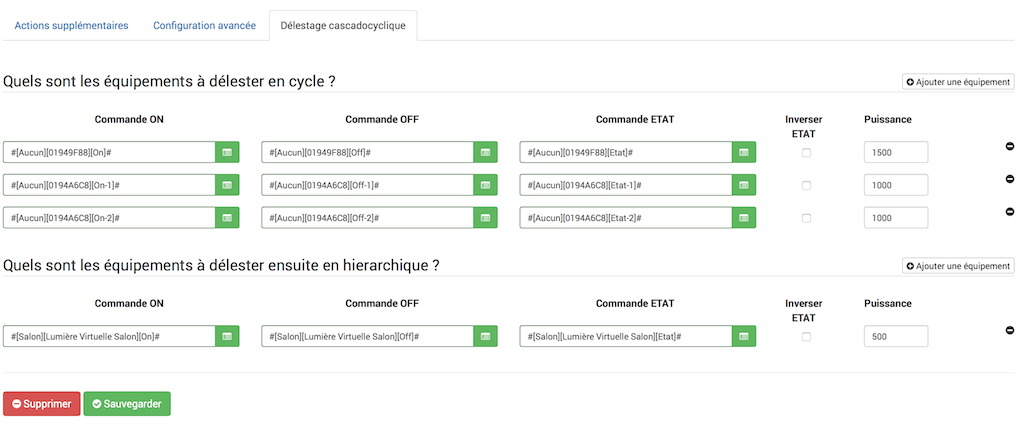 Actions supplémentaires Configuration avancée Délestage cascadocyclique
Quels sont les équipements à délester en cycle ? Ajouter une équipement
Commande ON Commande OFF Commande ETAT Inverser ETAT Puissance
#[Aucun][01949F88][On]# #[Aucun][01949F88][Off]# #[Aucun][01949F88][Etat]# 1500
#[Aucun][0194A6C8][On-1]# #[Aucun][0194A6C8][Off-1]# #[Aucun][0194A6C8][Etat-1]# 1000
#[Aucun][0194A6C8][On-2]# #[Aucun][0194A6C8][Off-2]# #[Aucun][0194A6C8][Etat-2]# 1000
Quels sont les équipements à délester ensuite en hierarchique ? Ajouter une équipement
Commande ON Commande OFF Commande ETAT Inverser ETAT Puissance
#[Salon][Lumière Virtuelle Salon][On]# #[Salon][Lumière Virtuelle Salon][Off]# #[Salon][Lumière Virtuelle Salon][Etat]# 500
Supprimer Sauvegarder